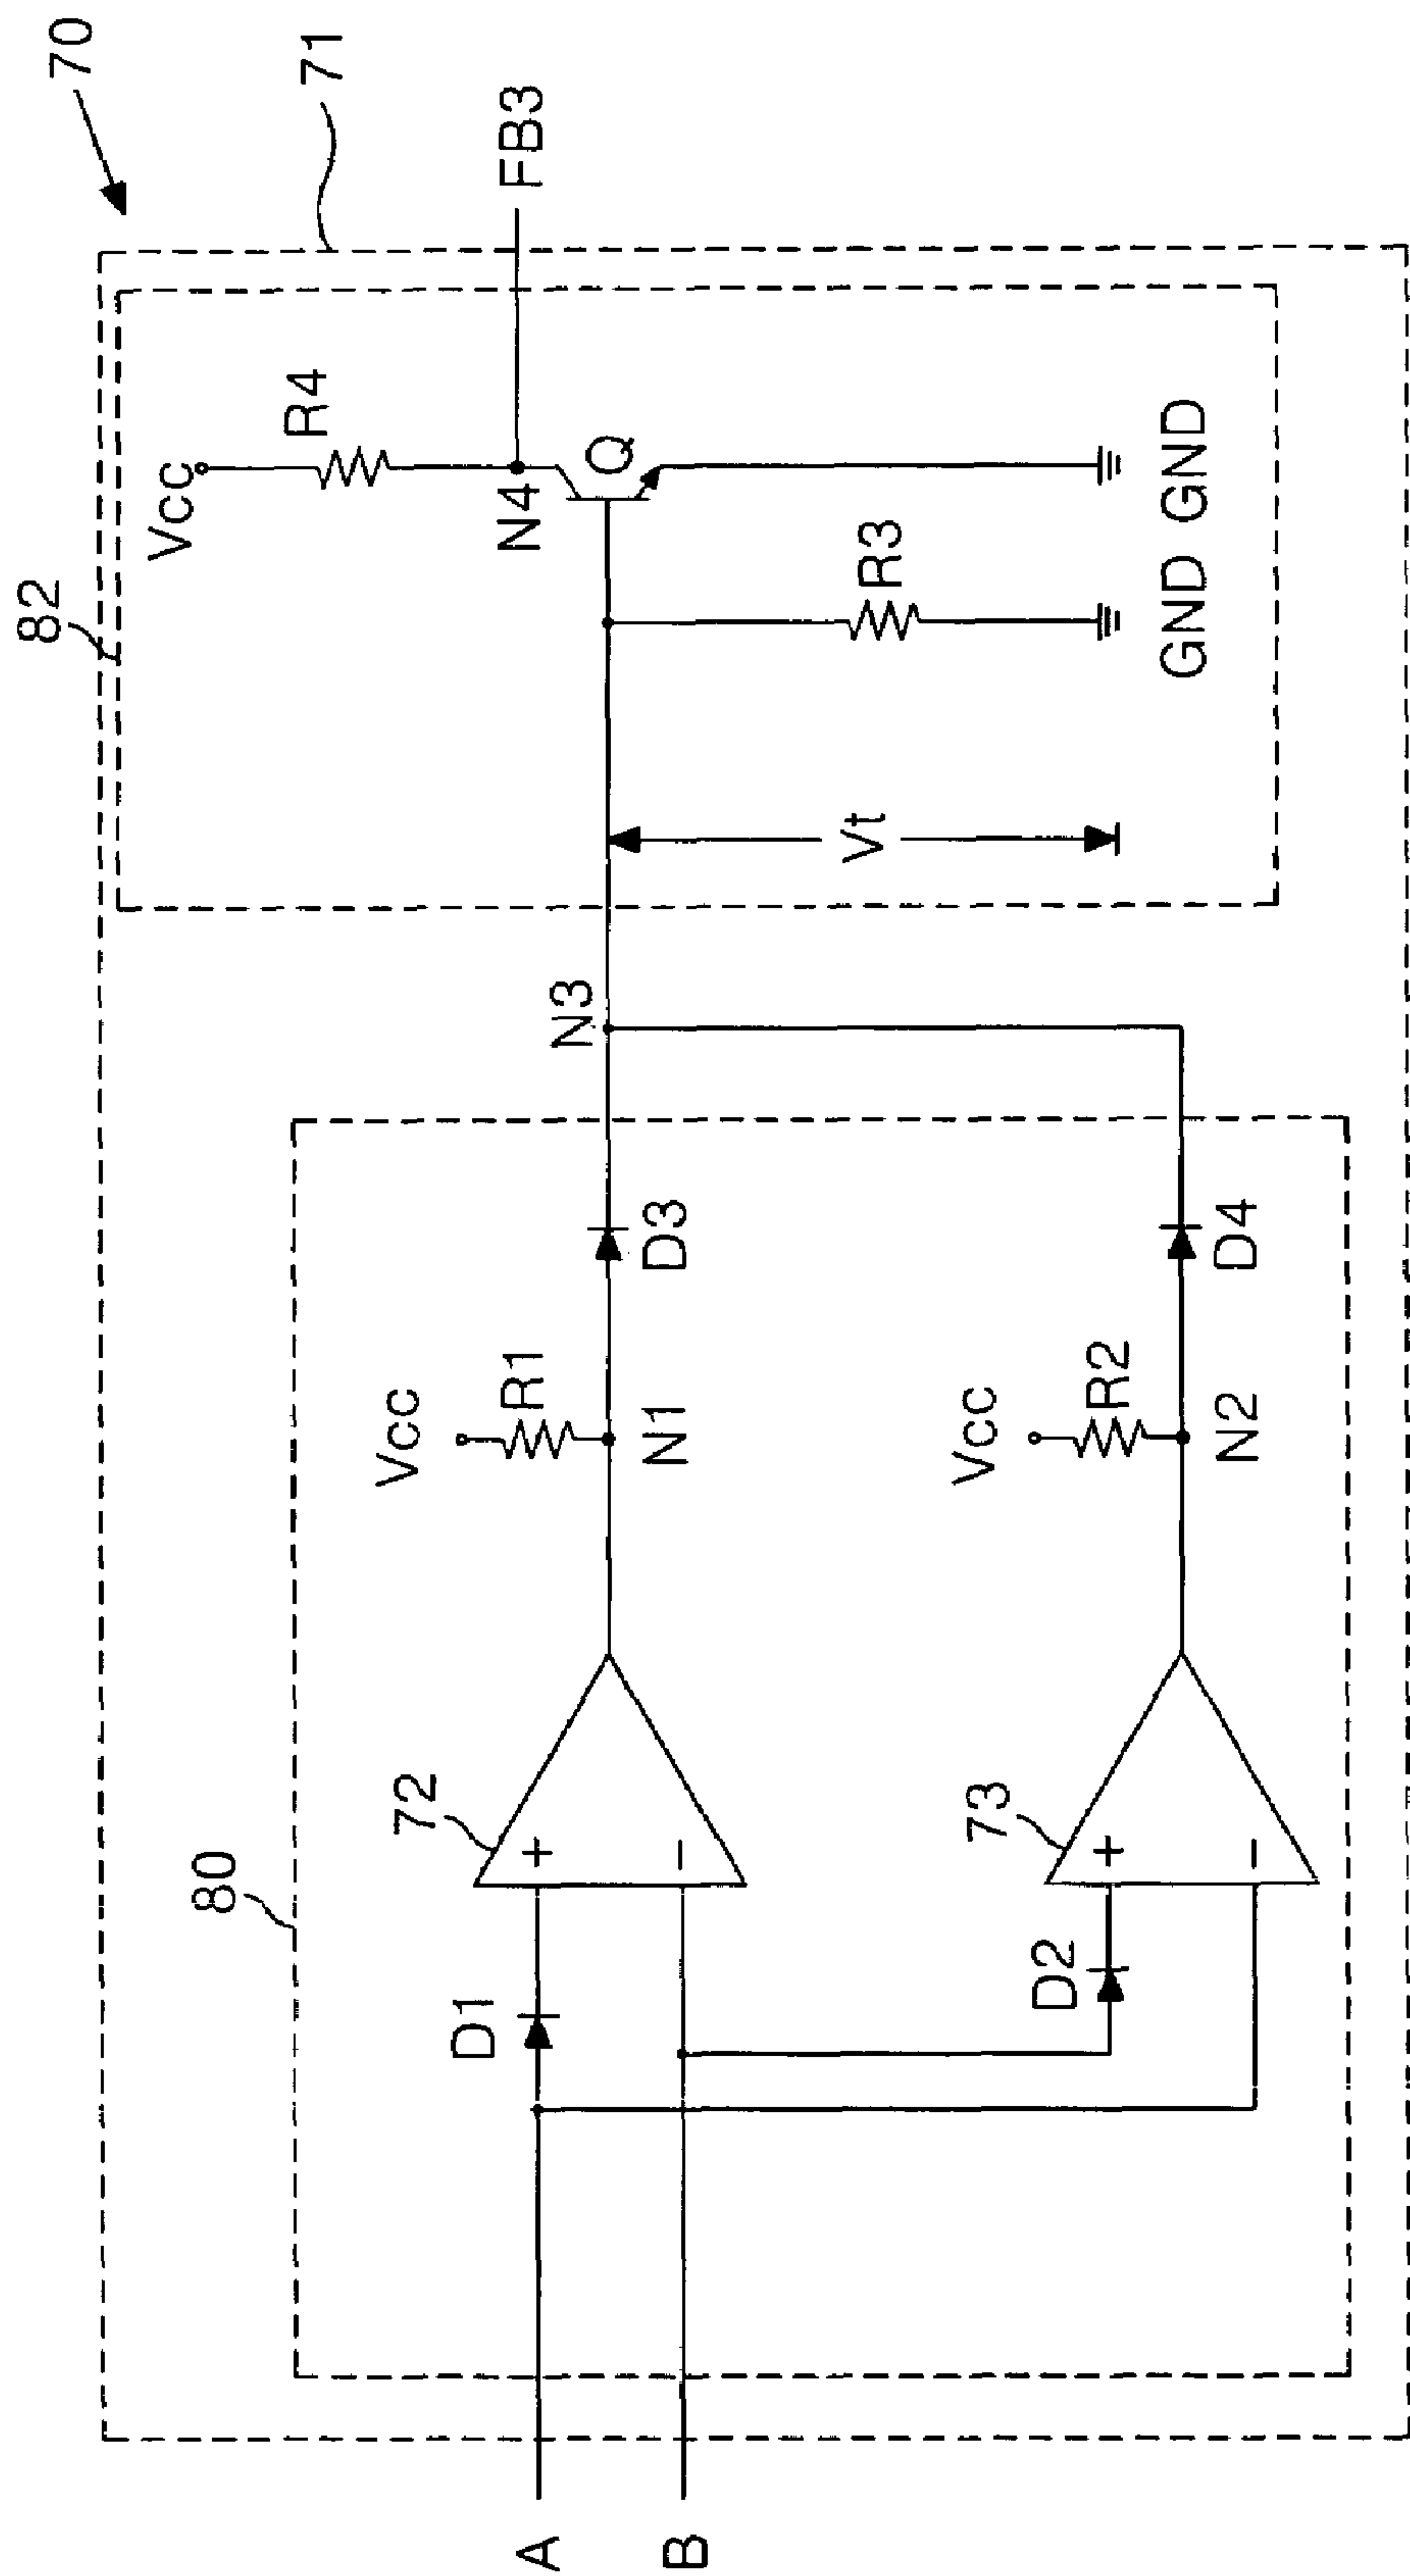 70
71
82
Vcc
R4
FB3
N4
Q
R3
GND
GND
Vt
N3
80
72
+
−
Vcc
R1
N1
D3
D1
73
+
−
D2
Vcc
R2
N2
D4
A
B